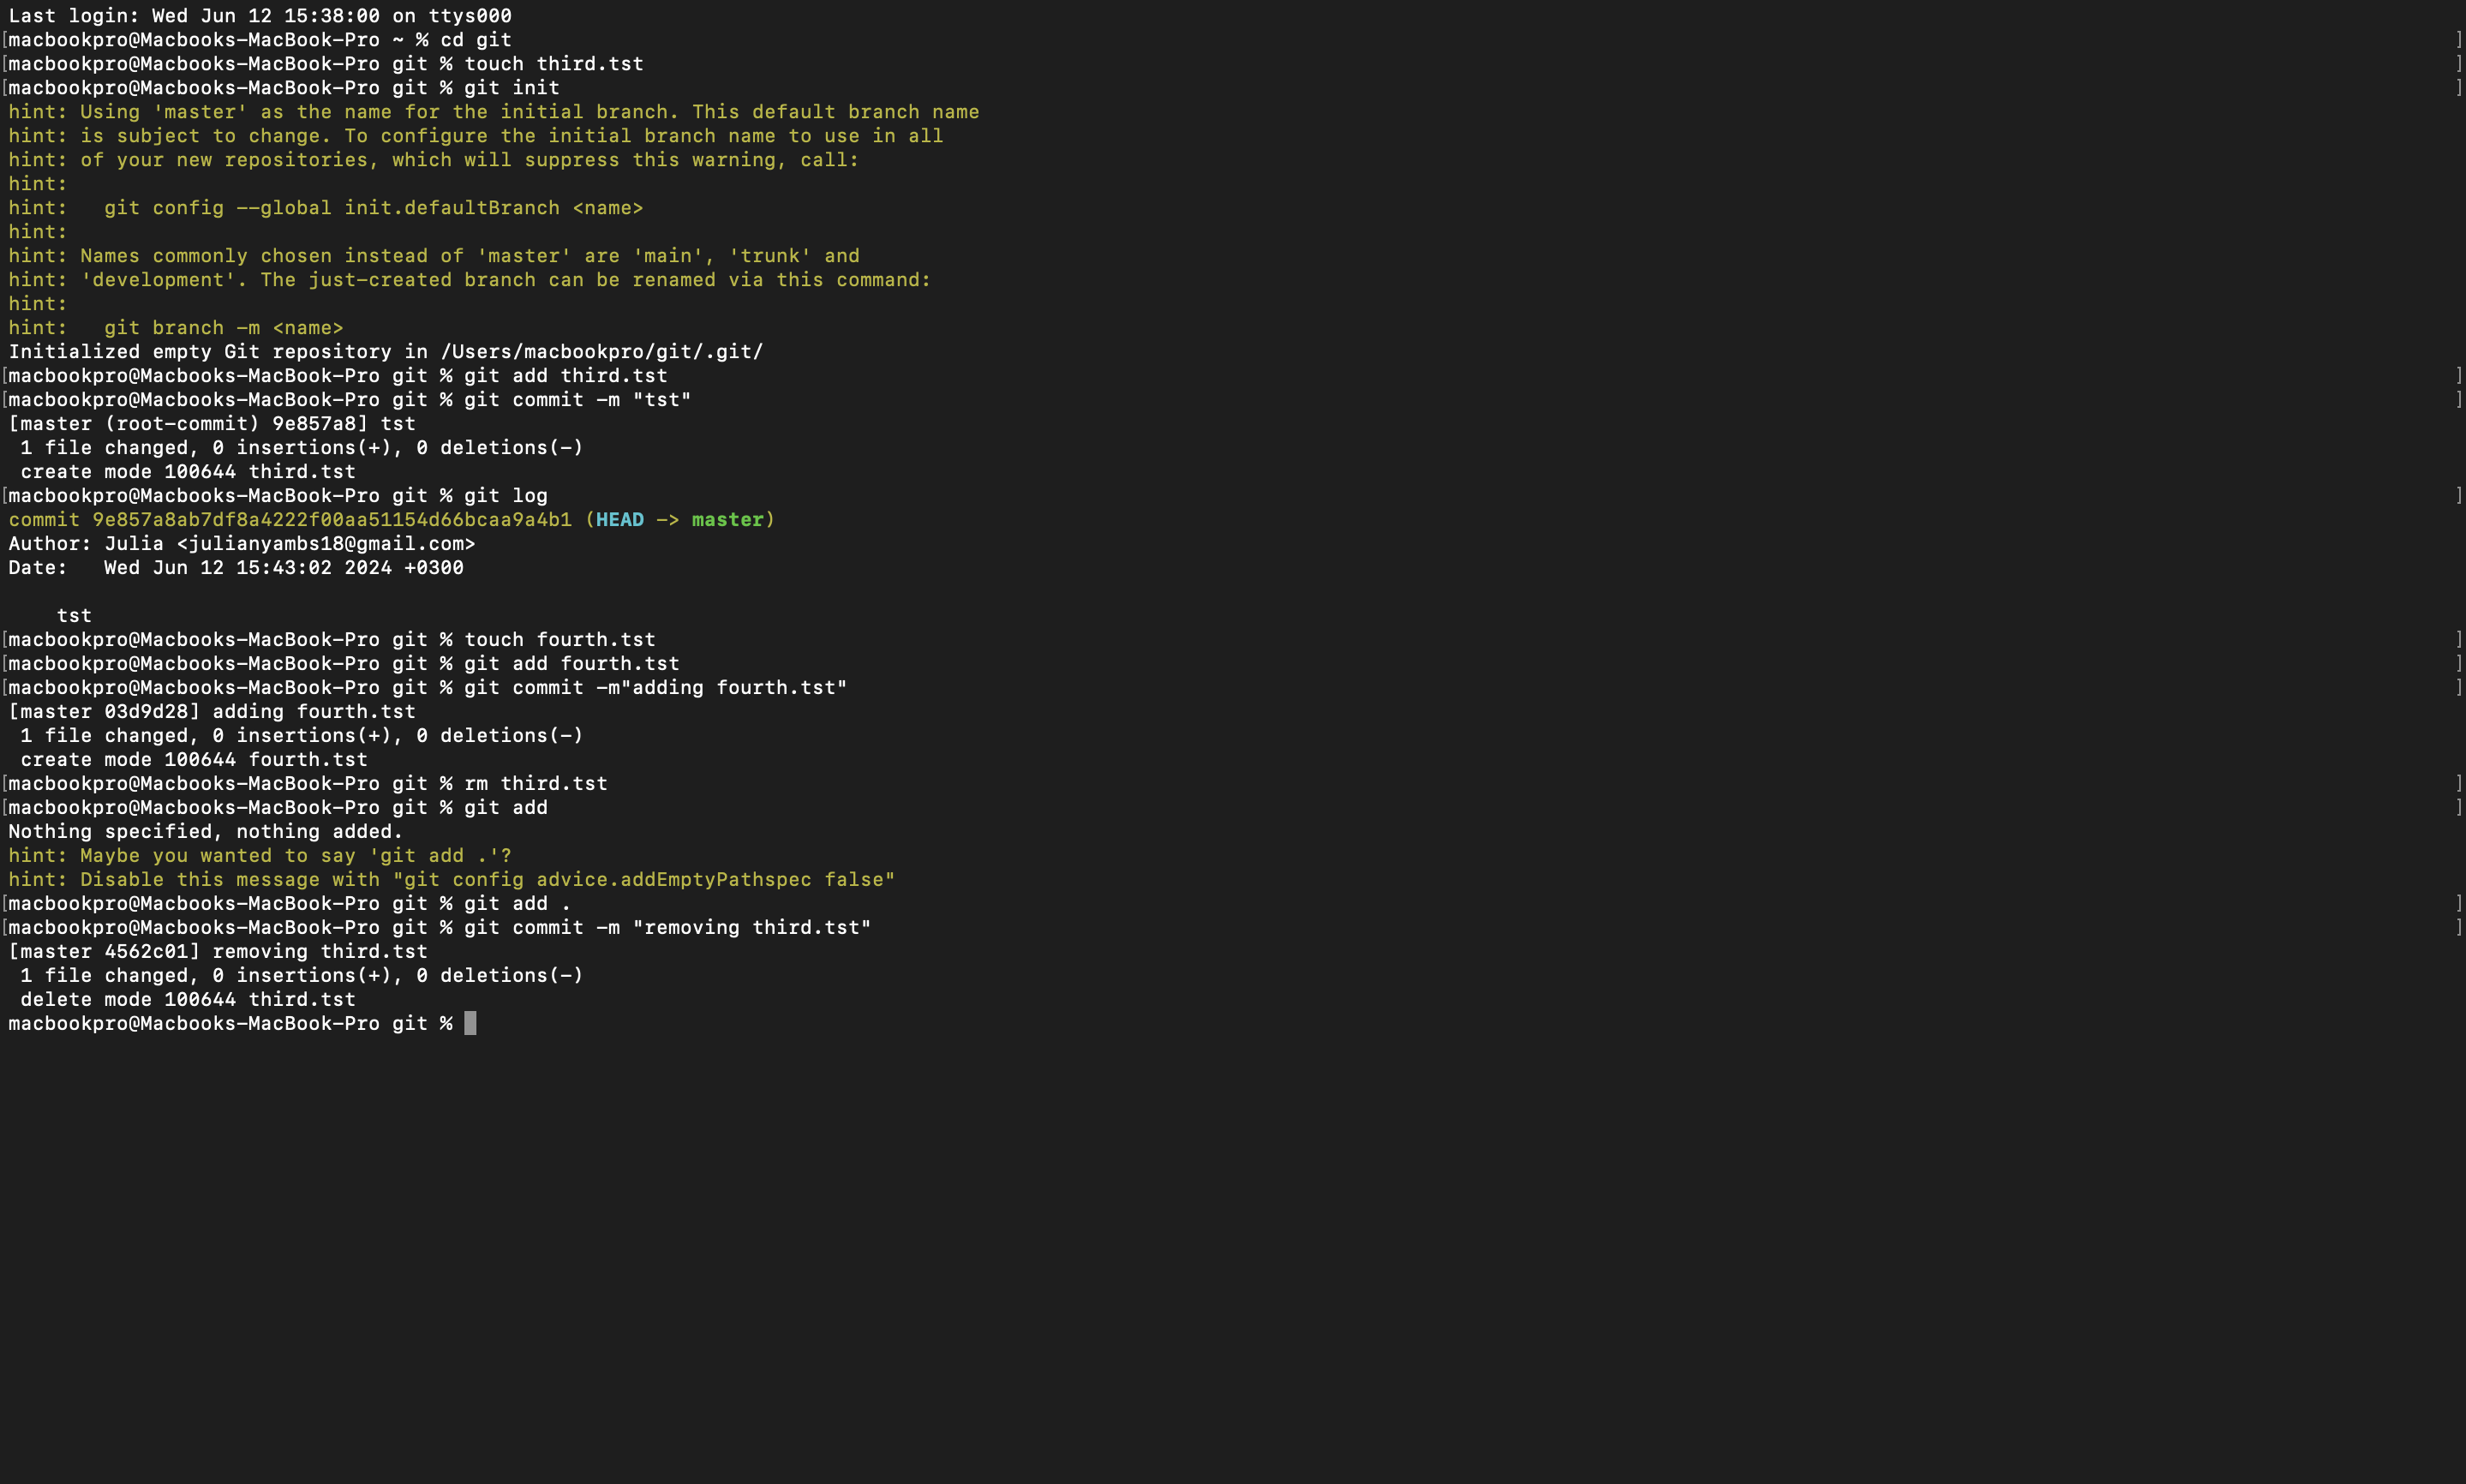 Last login: Wed Jun 12 15:38:00 on ttys000
[macbookpro@Macbooks-MacBook-Pro ~ % cd git ]
[macbookpro@Macbooks-MacBook-Pro git % touch third.tst ]
[macbookpro@Macbooks-MacBook-Pro git % git init ]
hint: Using 'master' as the name for the initial branch. This default branch name
hint: is subject to change. To configure the initial branch name to use in all
hint: of your new repositories, which will suppress this warning, call:
hint:
hint:   git config --global init.defaultBranch <name>
hint:
hint: Names commonly chosen instead of 'master' are 'main', 'trunk' and
hint: 'development'. The just-created branch can be renamed via this command:
hint:
hint:   git branch -m <name>
Initialized empty Git repository in /Users/macbookpro/git/.git/
[macbookpro@Macbooks-MacBook-Pro git % git add third.tst ]
[macbookpro@Macbooks-MacBook-Pro git % git commit -m "tst" ]
[master (root-commit) 9e857a8] tst
 1 file changed, 0 insertions(+), 0 deletions(-)
 create mode 100644 third.tst
[macbookpro@Macbooks-MacBook-Pro git % git log ]
commit 9e857a8ab7df8a4222f00aa51154d66bcaa9a4b1 (HEAD -> master)
Author: Julia <julianyambs18@gmail.com>
Date:   Wed Jun 12 15:43:02 2024 +0300

    tst
[macbookpro@Macbooks-MacBook-Pro git % touch fourth.tst ]
[macbookpro@Macbooks-MacBook-Pro git % git add fourth.tst ]
[macbookpro@Macbooks-MacBook-Pro git % git commit -m"adding fourth.tst" ]
[master 03d9d28] adding fourth.tst
 1 file changed, 0 insertions(+), 0 deletions(-)
 create mode 100644 fourth.tst
[macbookpro@Macbooks-MacBook-Pro git % rm third.tst ]
[macbookpro@Macbooks-MacBook-Pro git % git add ]
Nothing specified, nothing added.
hint: Maybe you wanted to say 'git add .'?
hint: Disable this message with "git config advice.addEmptyPathspec false"
[macbookpro@Macbooks-MacBook-Pro git % git add . ]
[macbookpro@Macbooks-MacBook-Pro git % git commit -m "removing third.tst" ]
[master 4562c01] removing third.tst
 1 file changed, 0 insertions(+), 0 deletions(-)
 delete mode 100644 third.tst
macbookpro@Macbooks-MacBook-Pro git %